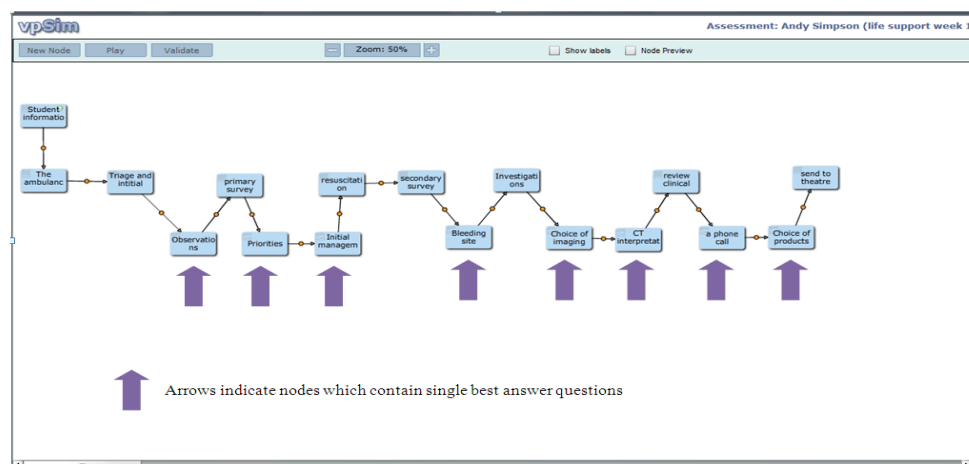 vpSim
Assessment: Andy Simpson (life support week 1
New Node
Play
Validate
Zoom: 50%
Show labels
Node Preview
Student
informatio
The
ambulanc
Triage and
intitial
Observatio
ns
primary
survey
Priorities
Initial
managem
resuscitati
on
secondary
survey
Bleeding
site
Investigati
ons
Choice of
imaging
CT
interpretat
review
clinical
a phone
call
Choice of
products
send to
theatre
Arrows indicate nodes which contain single best answer questions